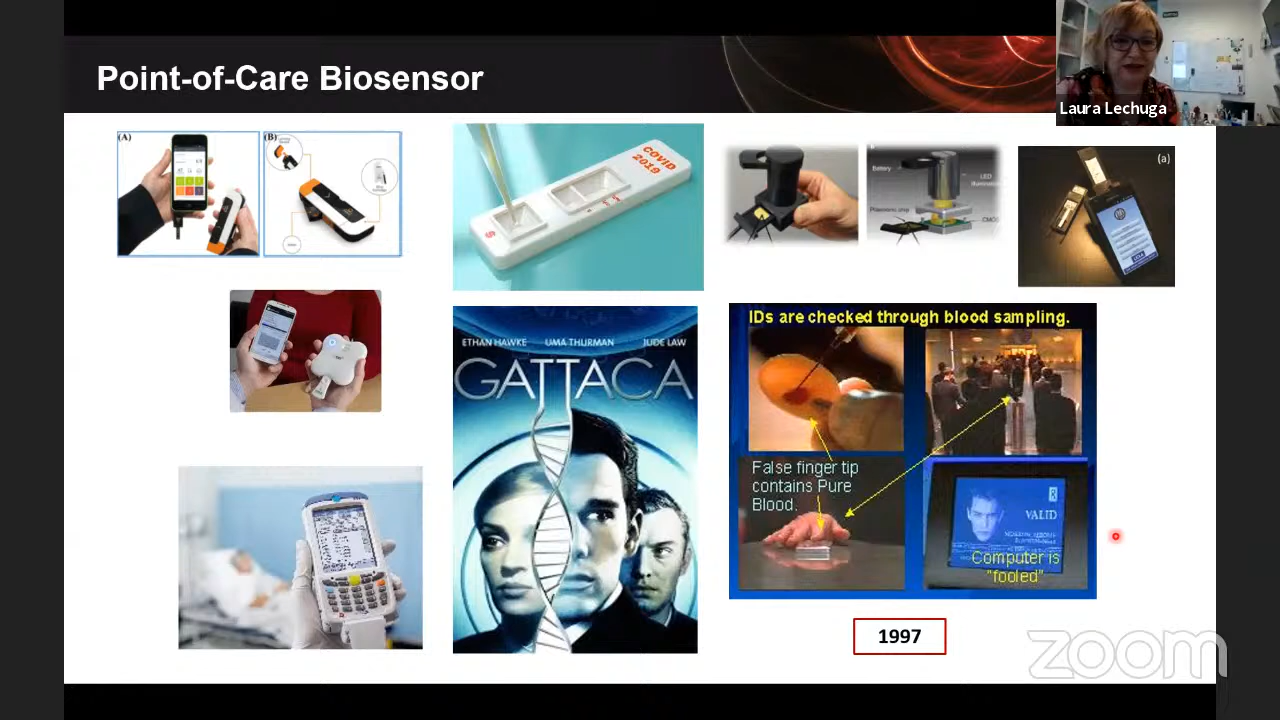 Point-of-Care Biosensor
Laura Lechuga
(A)
(B)
COVID
2019
Battery
LED
CMOS
(a)
ETHAN HAWKE UMA THURMAN JUDE LAW
GATTACA
IDs are checked through blood sampling.
False finger tip
contains Pure
Blood.
VALID
Computer is
"fooled"
1997
zoom